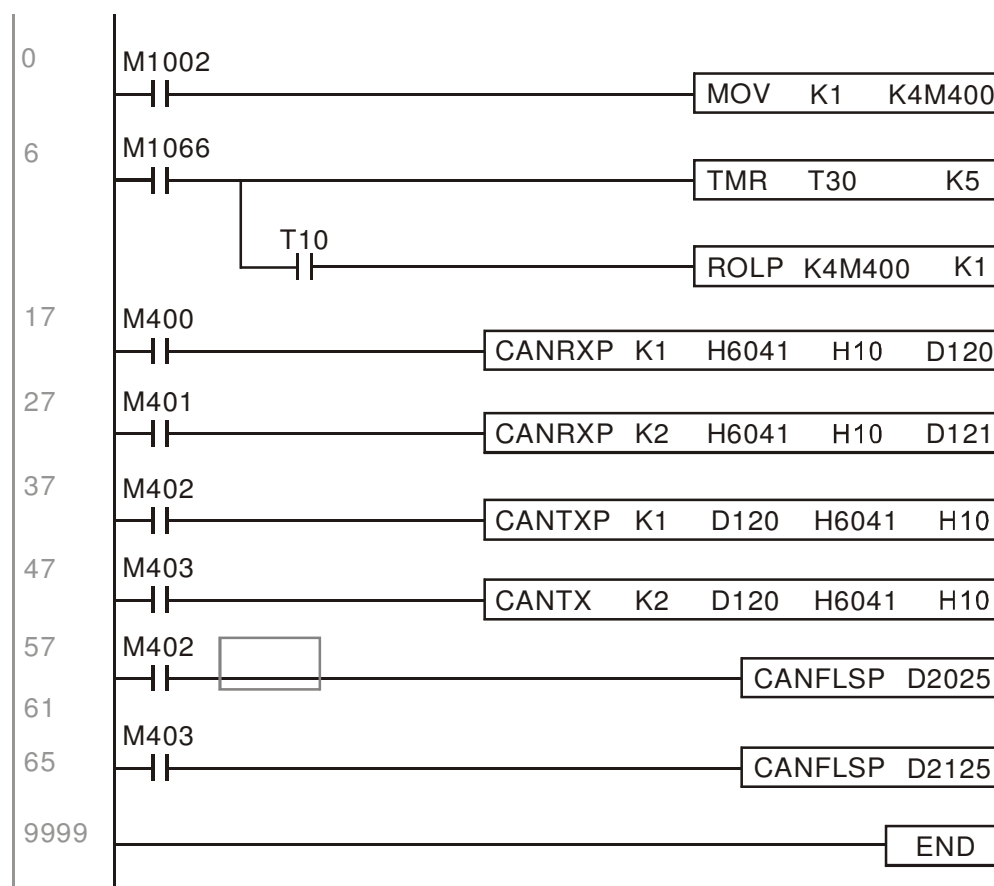 0
M1002
MOV K1 K4M400
6
M1066
TMR T30 K5
T10
ROLP K4M400 K1
17
M400
CANRXP K1 H6041 H10 D120
27
M401
CANRXP K2 H6041 H10 D121
37
M402
CANTXP K1 D120 H6041 H10
47
M403
CANTX K2 D120 H6041 H10
57
M402
CANFLSP D2025
61
M403
65
CANFLSP D2125
9999
END